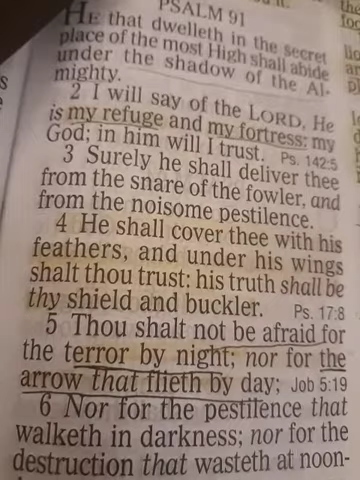 PSALM 91
HE that dwelleth in the secret
place of the most High shall abide
under the shadow of the Al-
mighty.
2 I will say of the LORD, He
is my refuge and my fortress: my
God; in him will I trust. Ps. 142:5
3 Surely he shall deliver thee
from the snare of the fowler, and
from the noisome pestilence.
4 He shall cover thee with his
feathers, and under his wings
shalt thou trust: his truth shall be
thy shield and buckler. Ps. 17:8
5 Thou shalt not be afraid for
the terror by night; nor for the
arrow that flieth by day; Job 5:19
6 Nor for the pestilence that
walketh in darkness; nor for the
destruction that wasteth at noon-